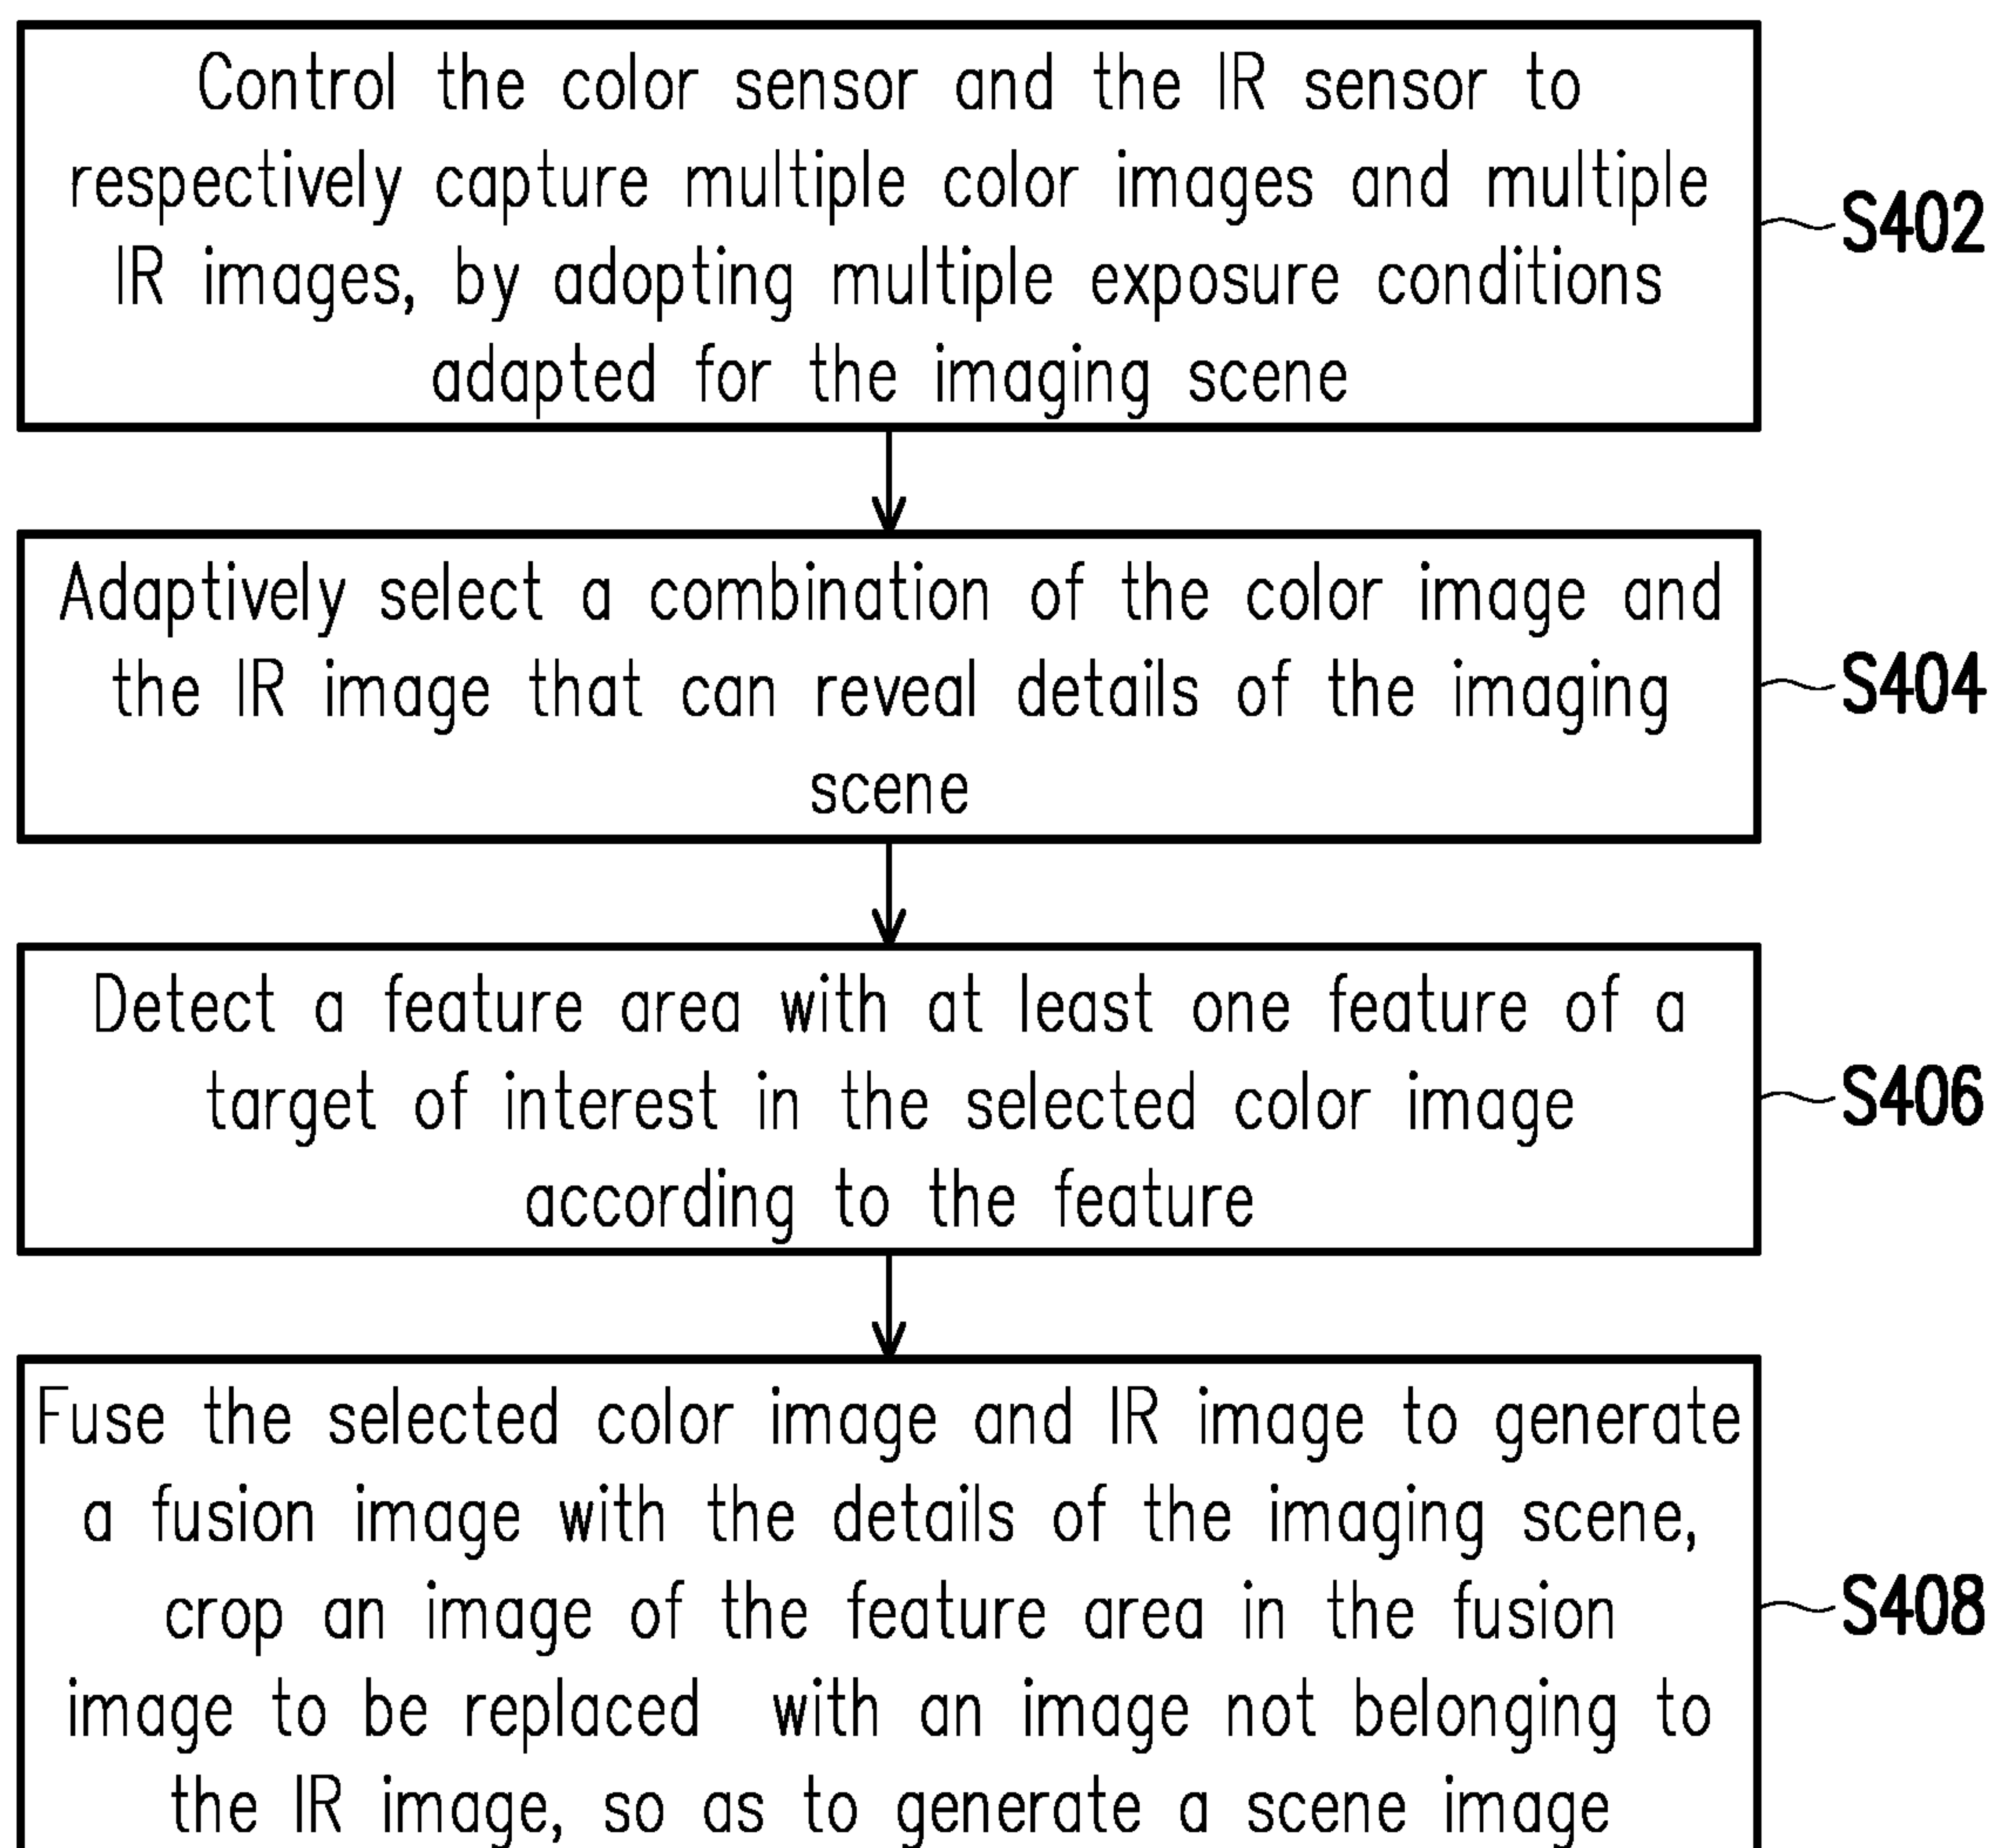 Control the color sensor and the IR sensor to
respectively capture multiple color images and multiple
IR images, by adopting multiple exposure conditions
adapted for the imaging scene
S402
Adaptively select a combination of the color image and
the IR image that can reveal details of the imaging
scene
S404
Detect a feature area with at least one feature of a
target of interest in the selected color image
according to the feature
S406
Fuse the selected color image and IR image to generate
a fusion image with the details of the imaging scene,
crop an image of the feature area in the fusion
image to be replaced with an image not belonging to
the IR image, so as to generate a scene image
S408